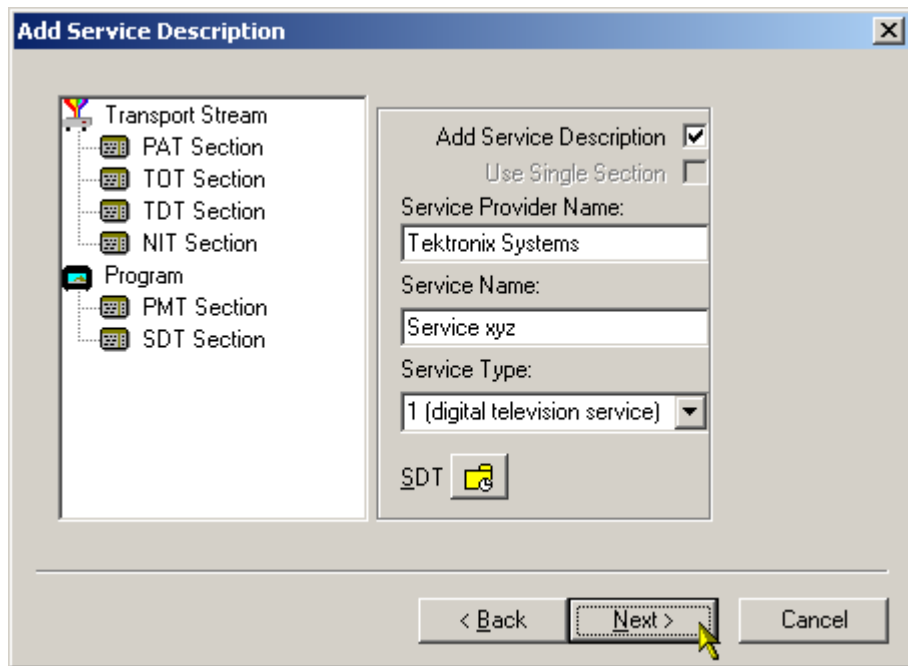 Add Service Description
Transport Stream
PAT Section
TOT Section
TDT Section
NIT Section
Program
PMT Section
SDT Section
Add Service Description
Use Single Section
Service Provider Name:
Tektronix Systems
Service Name:
Service xyz
Service Type:
1 (digital television service)
SDT
< Back
Next >
Cancel